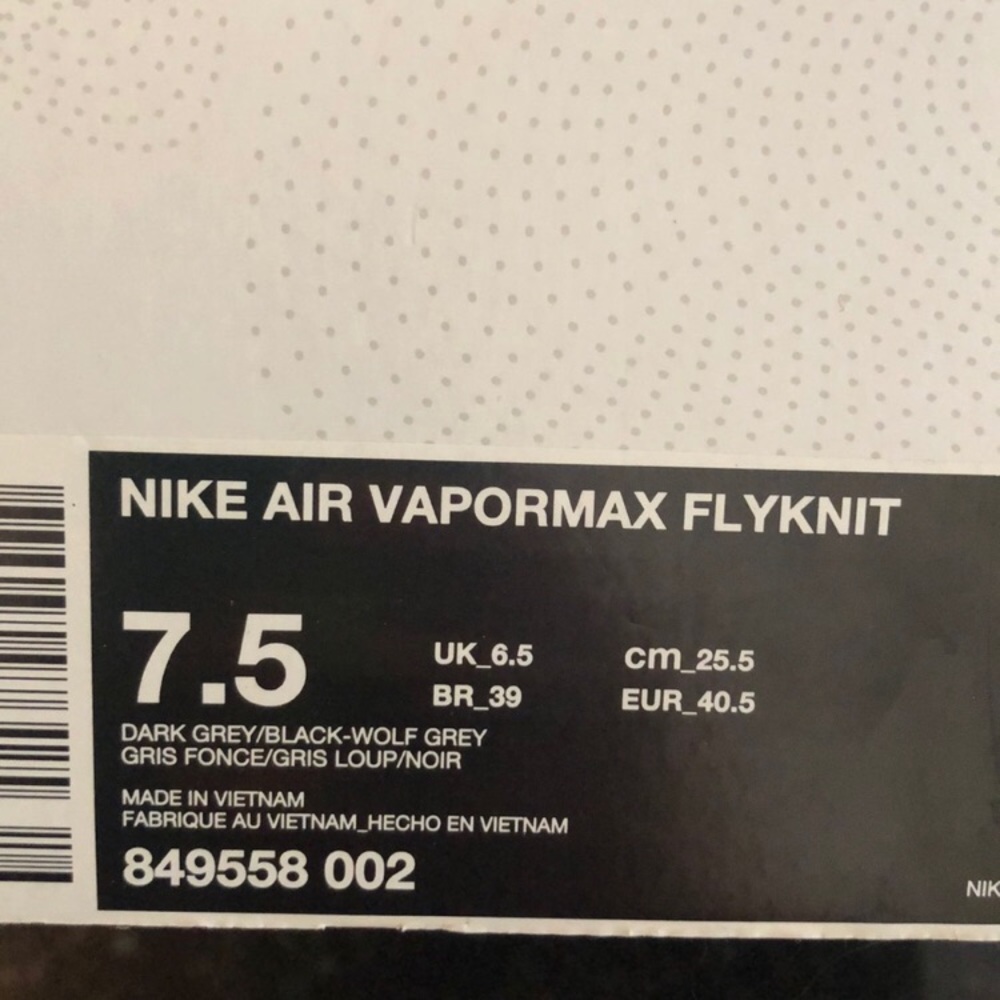 NIKE AIR VAPORMAX FLYKNIT
7.5
UK_6.5 cm_25.5
BR_39 EUR_40.5
DARK GREY/BLACK-WOLF GREY
GRIS FONCE/GRIS LOUP/NOIR
MADE IN VIETNAM
FABRIQUE AU VIETNAM_HECHO EN VIETNAM
849558 002
NIK